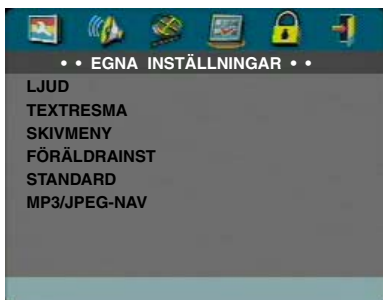 • • EGNA INSTÄLLNINGAR • •
LJUD
TEXTRESMA
SKIVMENY
FÖRÄLDRAINST
STANDARD
MP3/JPEG-NAV